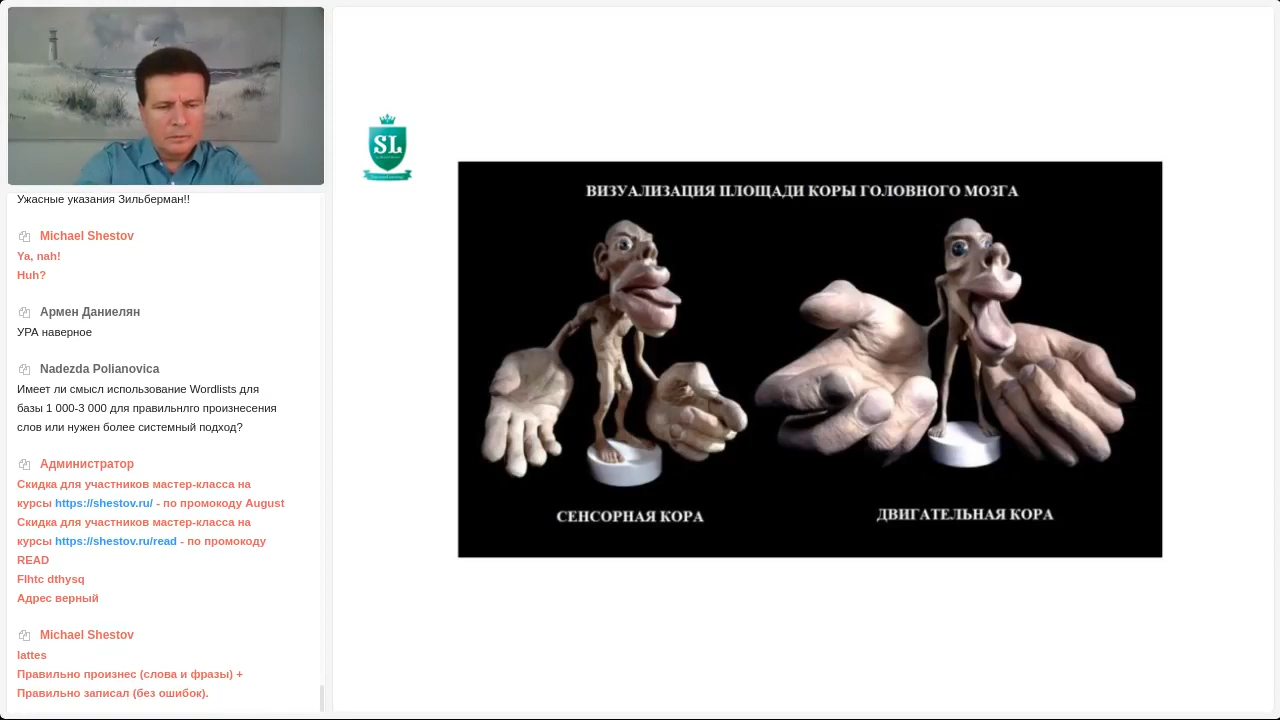 Ужасные указания Зильберман!!
Michael Shestov
Ya, nah!
Huh?
Армен Даниелян
УРА наверное
Nadezda Polianovica
Имеет ли смысл использование Wordlists для
базы 1 000-3 000 для правильнлго произнесения
слов или нужен более системный подход?
Администратор
Скидка для участников мастер-класса на
курсы https://shestov.ru/ - по промокоду August
Скидка для участников мастер-класса на
курсы https://shestov.ru/read - по промокоду
READ
Flhtc dthysq
Адрес верный
Michael Shestov
lattes
Правильно произнес (слова и фразы) +
Правильно записал (без ошибок).
SL
ВИЗУАЛИЗАЦИЯ ПЛОЩАДИ КОРЫ ГОЛОВНОГО МОЗГА
СЕНСОРНАЯ КОРА
ДВИГАТЕЛЬНАЯ КОРА